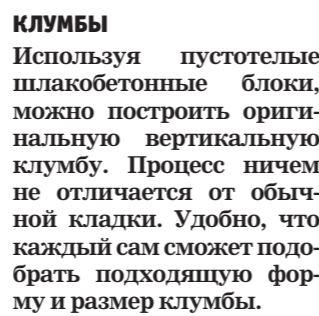 КЛУМБЫ
Используя пустотелые
шлакобетонные блоки,
можно построить ориги-
нальную вертикальную
клумбу. Процесс ничем
не отличается от обыч-
ной кладки. Удобно, что
каждый сам сможет подо-
брать подходящую фор-
му и размер клумбы.